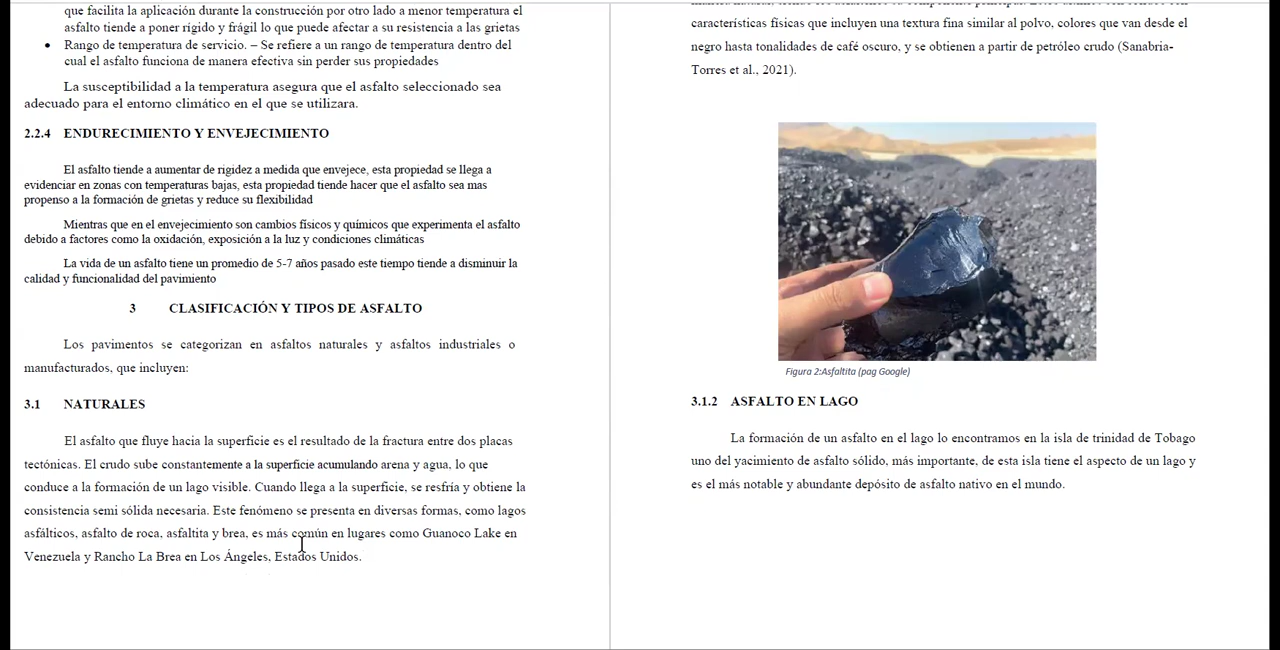 que facilita la aplicación durante la construcción por otro lado a menor temperatura el
asfalto tiende a poner rígido y frágil lo que puede afectar a su resistencia a las grietas
• Rango de temperatura de servicio. – Se refiere a un rango de temperatura dentro del
cual el asfalto funciona de manera efectiva sin perder sus propiedades
La susceptibilidad a la temperatura asegura que el asfalto seleccionado sea
adecuado para el entorno climático en el que se utilizara.
2.2.4 ENDURECIMIENTO Y ENVEJECIMIENTO
El asfalto tiende a aumentar de rigidez a medida que envejece, esta propiedad se llega a
evidenciar en zonas con temperaturas bajas, esta propiedad tiende hacer que el asfalto sea mas
propenso a la formación de grietas y reduce su flexibilidad
Mientras que en el envejecimiento son cambios físicos y químicos que experimenta el asfalto
debido a factores como la oxidación, exposición a la luz y condiciones climáticas
La vida de un asfalto tiene un promedio de 5-7 años pasado este tiempo tiende a disminuir la
calidad y funcionalidad del pavimiento
3 CLASIFICACIÓN Y TIPOS DE ASFALTO
Los pavimentos se categorizan en asfaltos naturales y asfaltos industriales o
manufacturados, que incluyen:
3.1 NATURALES
El asfalto que fluye hacia la superficie es el resultado de la fractura entre dos placas
tectónicas. El crudo sube constantemente a la superficie acumulando arena y agua, lo que
conduce a la formación de un lago visible. Cuando llega a la superficie, se resfría y obtiene la
consistencia semi sólida necesaria. Este fenómeno se presenta en diversas formas, como lagos
asfálticos, asfalto de roca, asfaltita y brea, es más común en lugares como Guanoco Lake en
Venezuela y Rancho La Brea en Los Ángeles, Estados Unidos.
características físicas que incluyen una textura fina similar al polvo, colores que van desde el
negro hasta tonalidades de café oscuro, y se obtienen a partir de petróleo crudo (Sanabria-
Torres et al., 2021).
Figura 2:Asfaltita (pag Google)
3.1.2 ASFALTO EN LAGO
La formación de un asfalto en el lago lo encontramos en la isla de trinidad de Tobago
uno del yacimiento de asfalto sólido, más importante, de esta isla tiene el aspecto de un lago y
es el más notable y abundante depósito de asfalto nativo en el mundo.